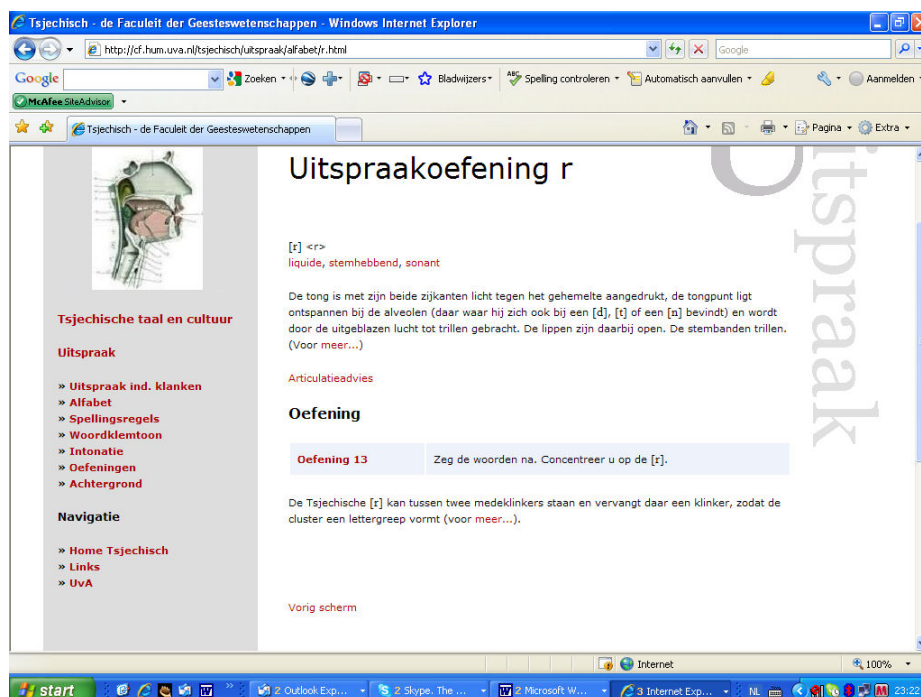 Tsjechisch - de Faculeit der Geesteswetenschappen - Windows Internet Explorer
http://cf.hum.uva.nl/tsjechisch/uitspraak/alfabet/r.html
Google
Google
Zoeken
Bladwijzers
Spelling controleren
Automatisch aanvullen
Aanmelden
McAfee SiteAdvisor
Tsjechisch - de Faculeit der Geesteswetenschappen
Pagina
Extra
Uitspraak
Tsjechische taal en cultuur
Uitspraak
» Uitspraak ind. klanken
» Alfabet
» Spellingsregels
» Woordklemtoon
» Intonatie
» Oefeningen
» Achtergrond
Navigatie
» Home Tsjechisch
» Links
» UvA
Uitspraakoefening r
[r] <r>
liquide, stemhebbend, sonant
De tong is met zijn beide zijkanten licht tegen het gehemelte aangedrukt, de tongpunt ligt
ontspannen bij de alveolen (daar waar hij zich ook bij een [d], [t] of een [n] bevindt) en wordt
door de uitgeblazen lucht tot trillen gebracht. De lippen zijn daarbij open. De stembanden trillen.
(Voor meer...)
Articulatieadvies
Oefening
Oefening 13 Zeg de woorden na. Concentreer u op de [r].
De Tsjechische [r] kan tussen twee medeklinkers staan en vervangt daar een klinker, zodat de
cluster een lettergreep vormt (voor meer...).
Vorig scherm
Internet
100%
start
2 Outlook Exp...
2 Skype. The ...
2 Microsoft W...
3 Internet Exp...
NL
23:22